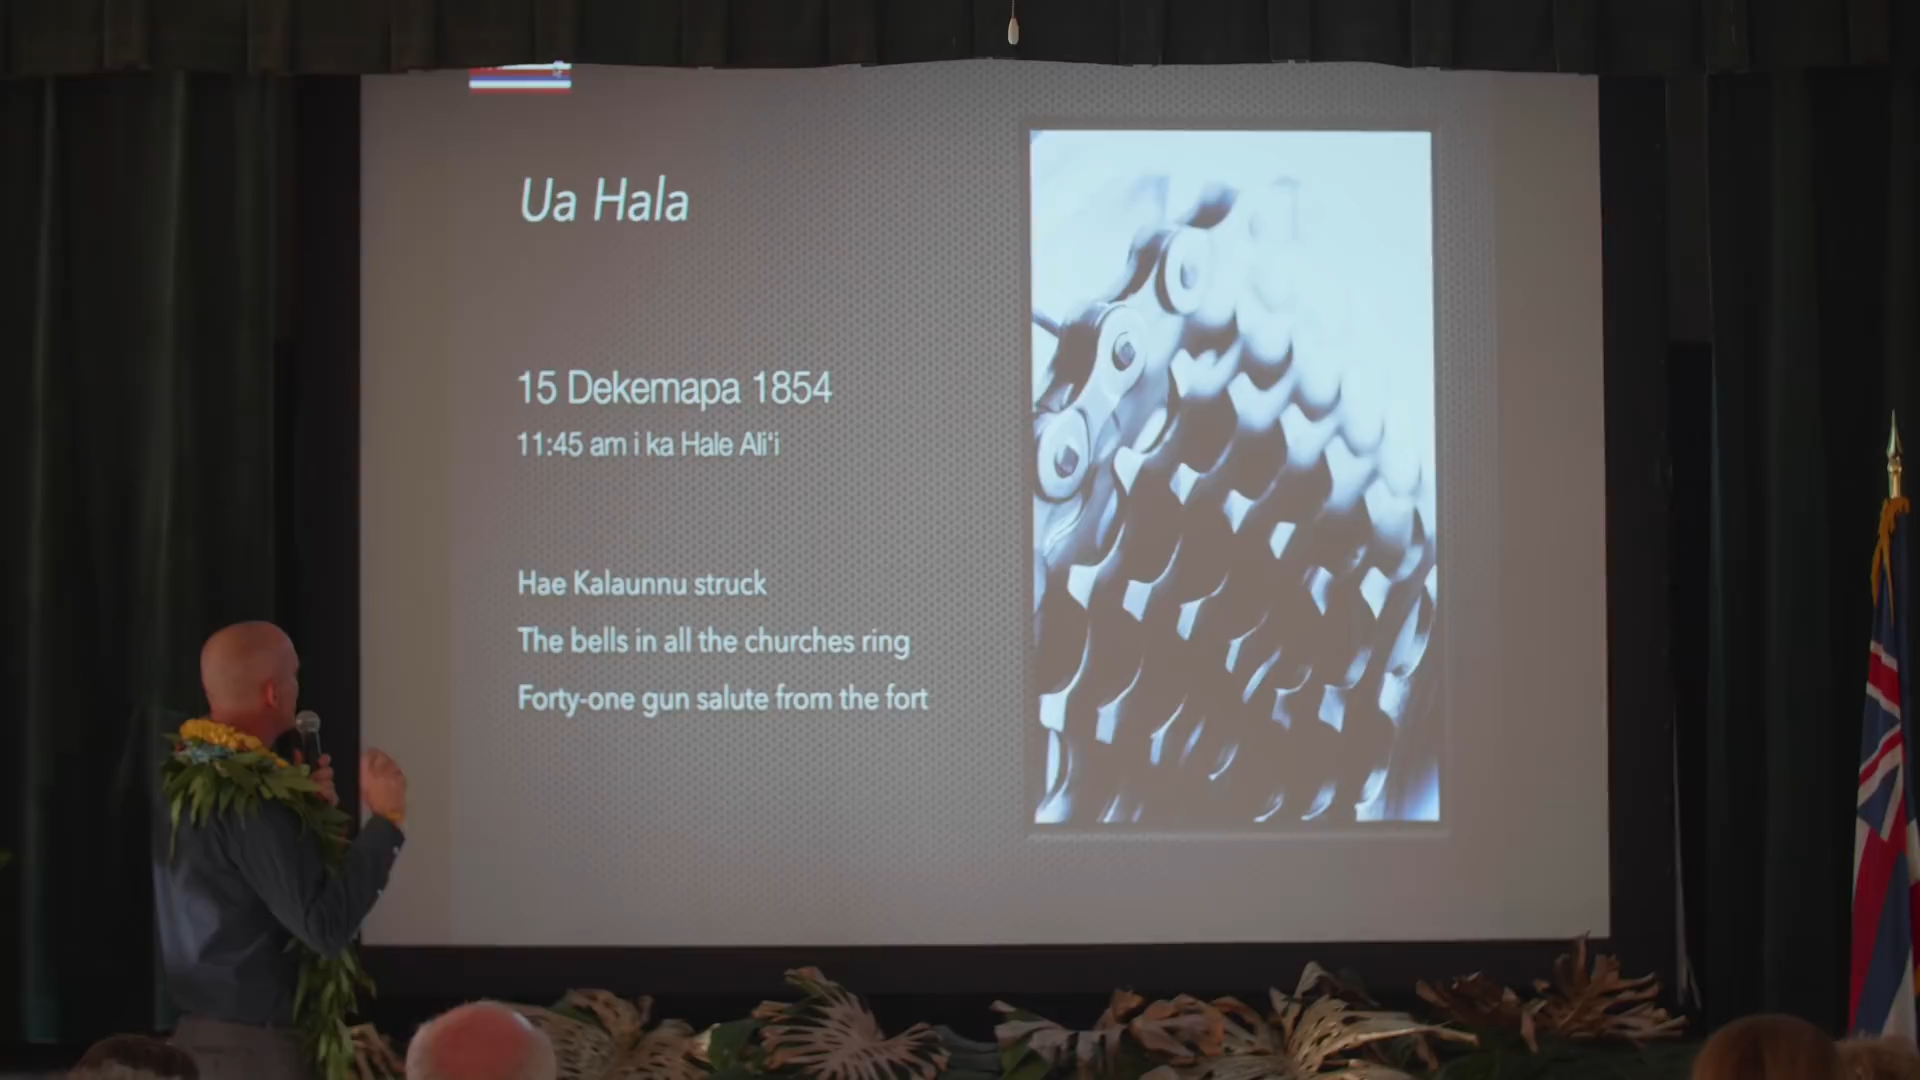 Ua Hala
15 Dekemapa 1854
11:45 am i ka Hale Aliʻi
Hae Kalaunnu struck
The bells in all the churches ring
Forty-one gun salute from the fort